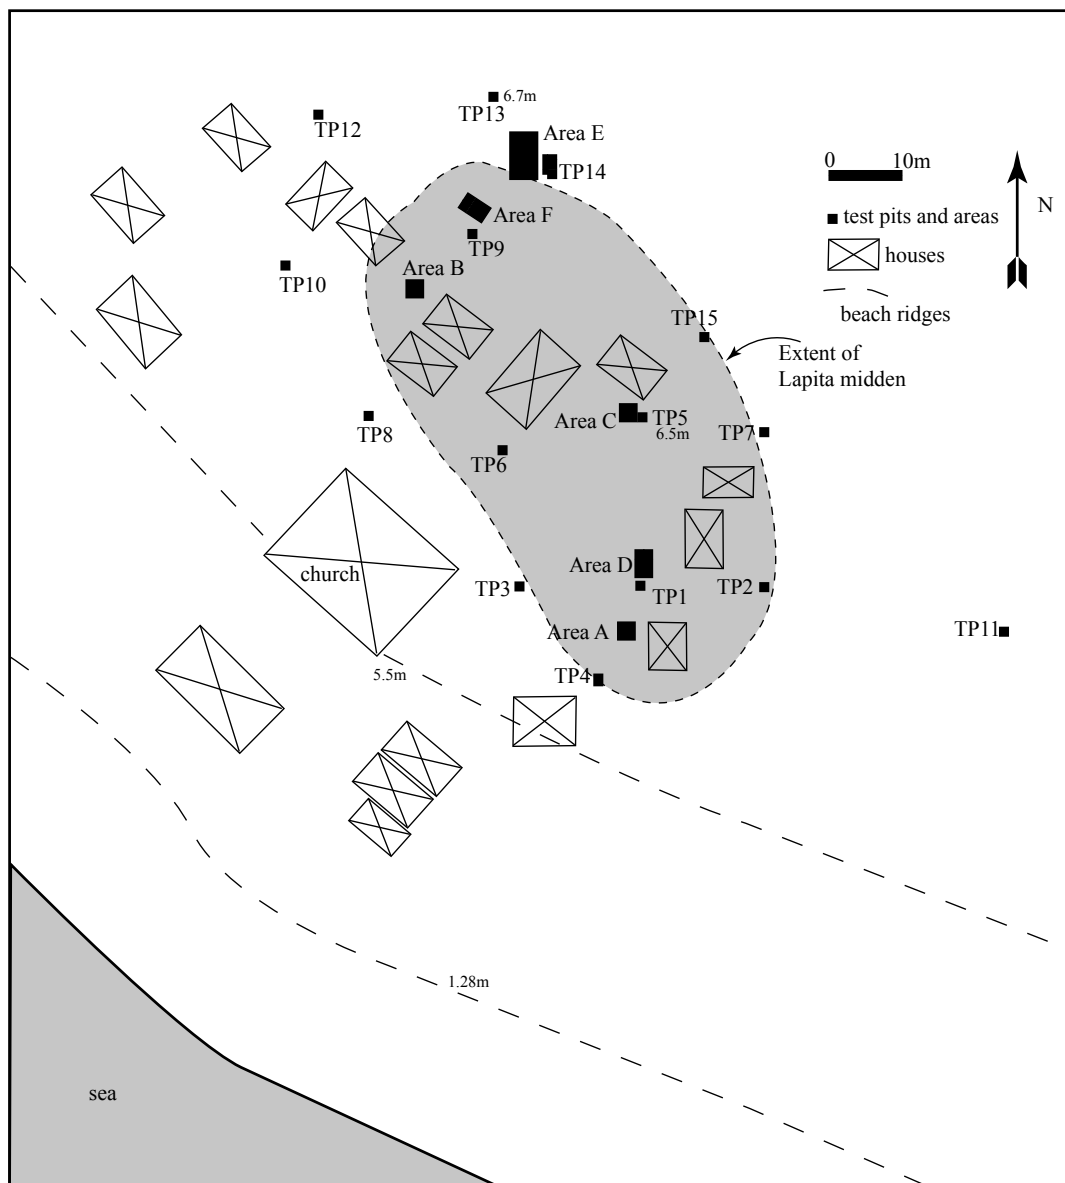 6.7m
TP13
TP12
Area E
TP14
0 10m
N
test pits and areas
houses
beach ridges
Area F
TP9
Area B
TP10
TP15
Extent of
Lapita midden
Area C
TP5
6.5m
TP8
TP7
TP6
church
Area D
TP3
TP1
TP2
Area A
TP11
5.5m
TP4
1.28m
sea